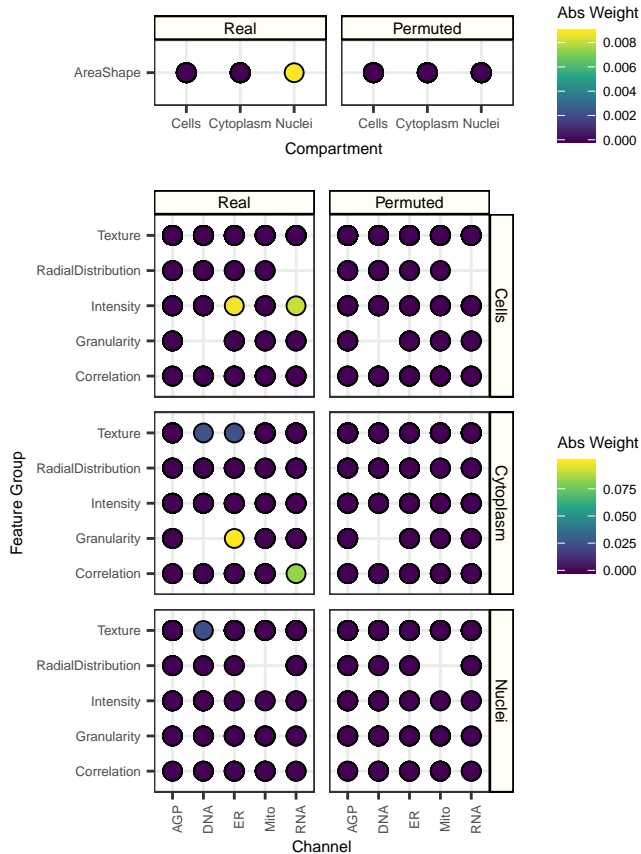 Real Permuted
AreaShape
Cells Cytoplasm Nuclei Cells Cytoplasm Nuclei
Compartment
Abs Weight
0.008
0.006
0.004
0.002
0.000
Real Permuted
Feature Group
Texture
RadialDistribution
Intensity
Granularity
Correlation
Cells
Texture
RadialDistribution
Intensity
Granularity
Correlation
Cytoplasm
Texture
RadialDistribution
Intensity
Granularity
Correlation
Nuclei
AGP DNA ER Mito RNA AGP DNA ER Mito RNA
Channel
Abs Weight
0.075
0.050
0.025
0.000